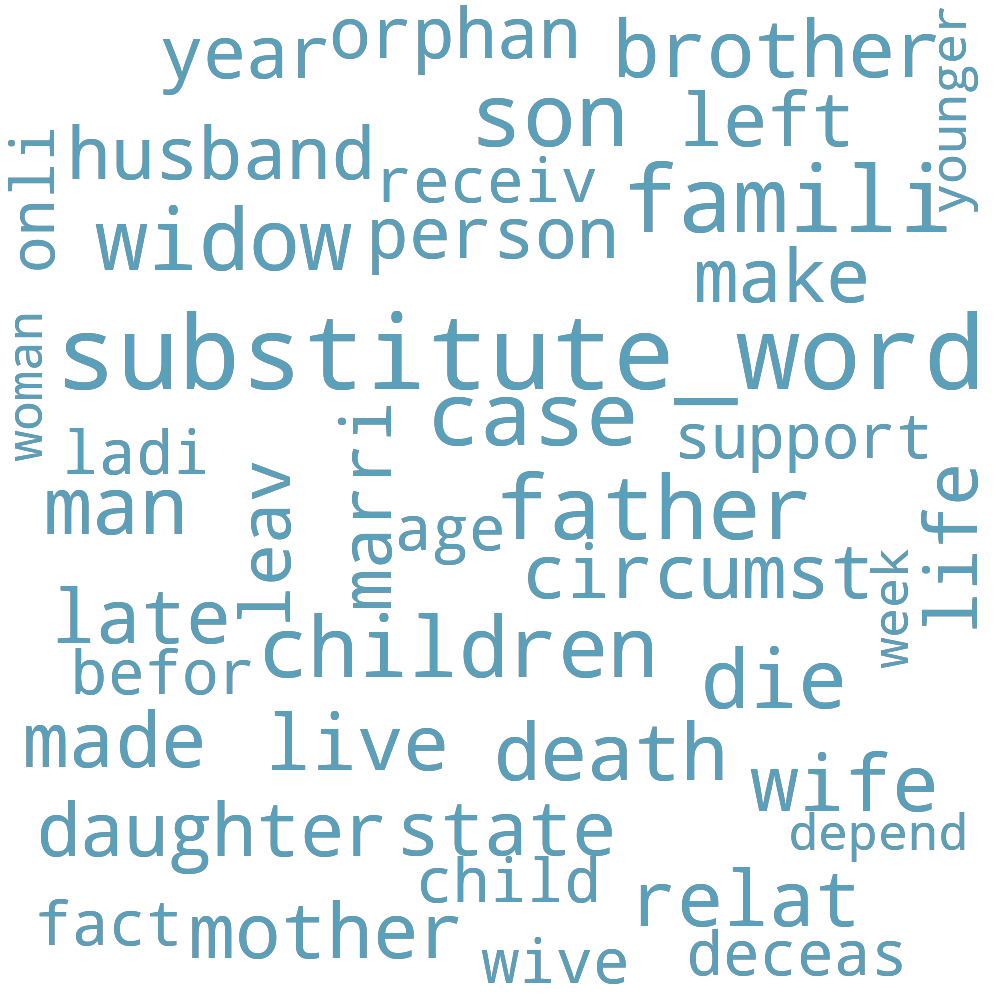 year orphan brother younger
son left
onli husband receiv famili
widow person
make
substitute_word
woman case
ladi marri support
man leav father life
age
circumst week
late children
befor die
made live death
wife
daughter state depend
child relat
fact mother
wive deceas